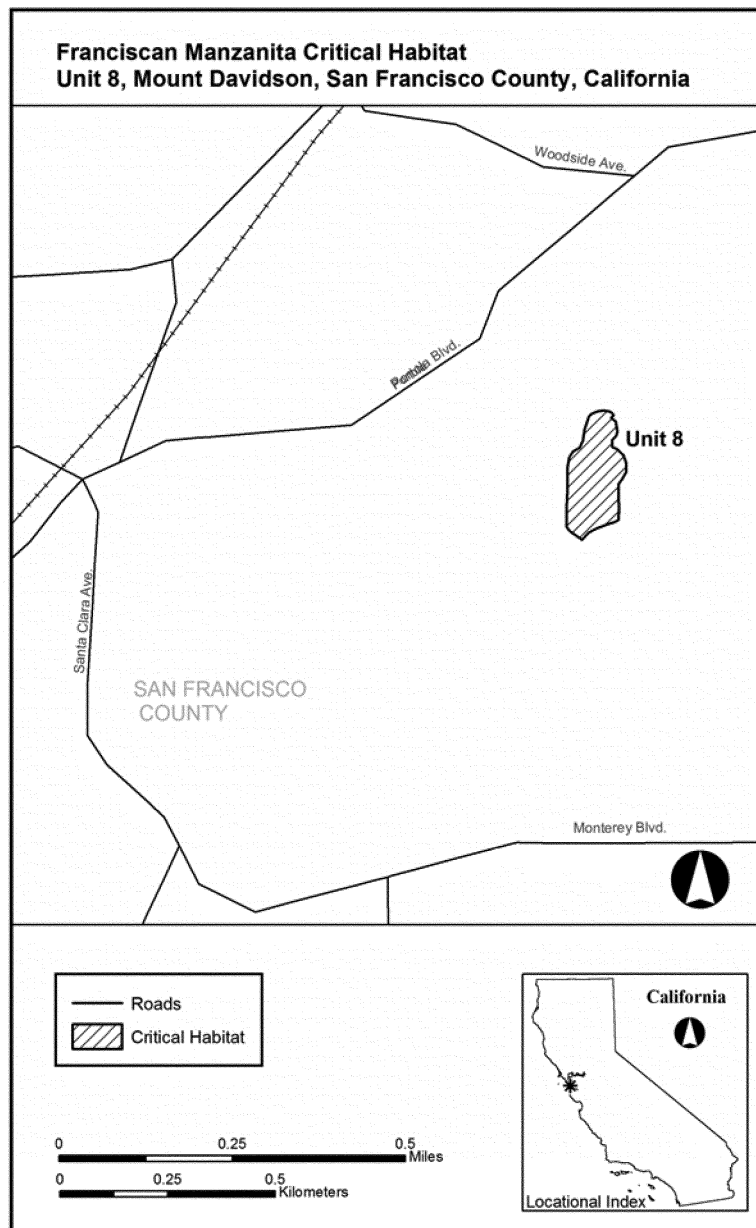 Franciscan Manzanita Critical Habitat
Unit 8, Mount Davidson, San Francisco County, California
Woodside Ave.
Blvd.
Unit 8
Santa Clara Ave.
SAN FRANCISCO
COUNTY
Monterey Blvd.
Roads
Critical Habitat
California
0 0.25 0.5
Miles
0 0.25 0.5
Kilometers
Locational Index